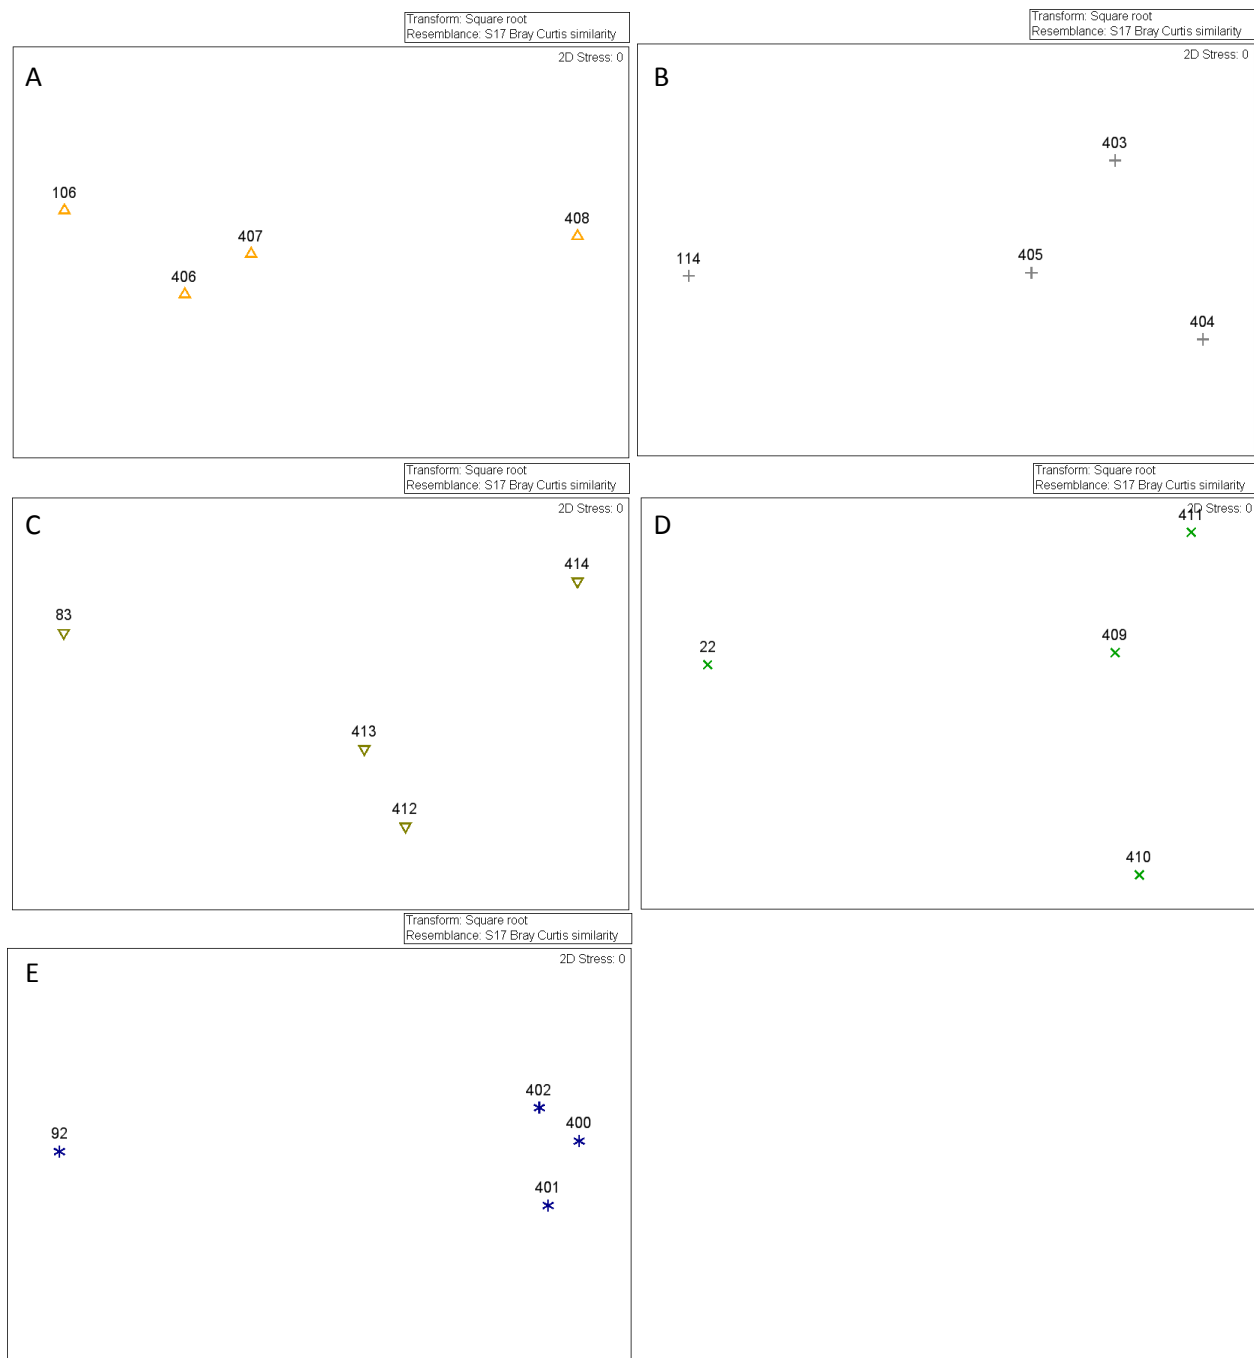 Transform: Square root
Resemblance: S17 Bray Curtis similarity
2D Stress: 0
A
106
408
407
406
Transform: Square root
Resemblance: S17 Bray Curtis similarity
2D Stress: 0
B
403
114
405
404
Transform: Square root
Resemblance: S17 Bray Curtis similarity
2D Stress: 0
C
414
83
413
412
Transform: Square root
Resemblance: S17 Bray Curtis similarity
2D Stress: 0
411
D
409
22
410
Transform: Square root
Resemblance: S17 Bray Curtis similarity
2D Stress: 0
E
402
400
92
401